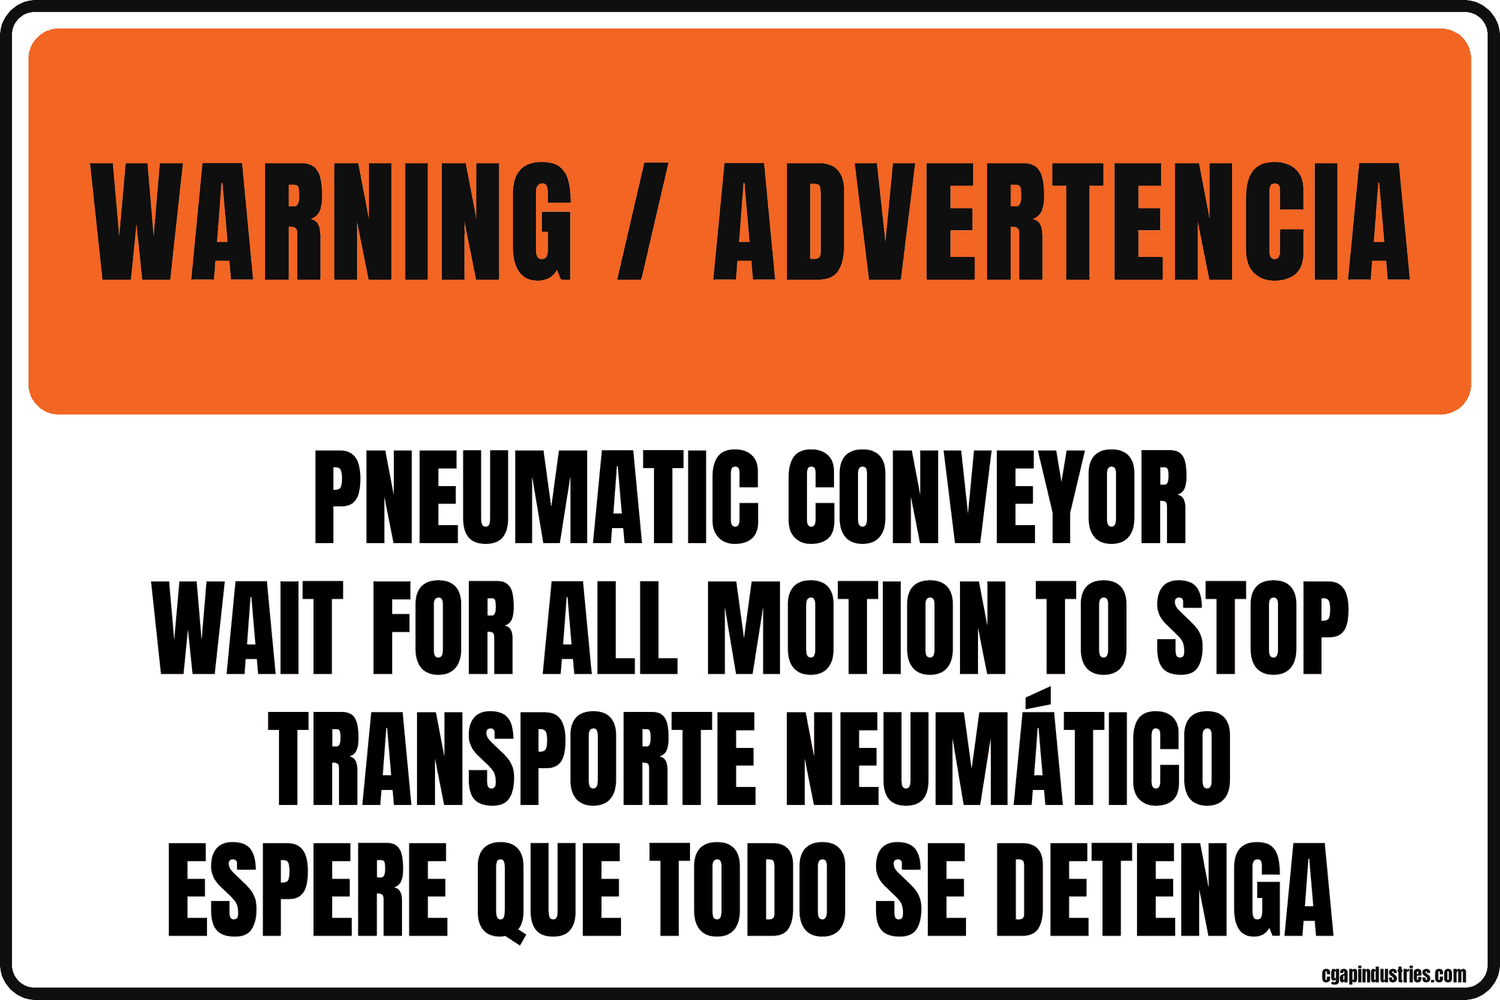 WARNING / ADVERTENCIA
PNEUMATIC CONVEYOR
WAIT FOR ALL MOTION TO STOP
TRANSPORTE NEUMÁTICO
ESPERE QUE TODO SE DETENGA
cgapindustries.com